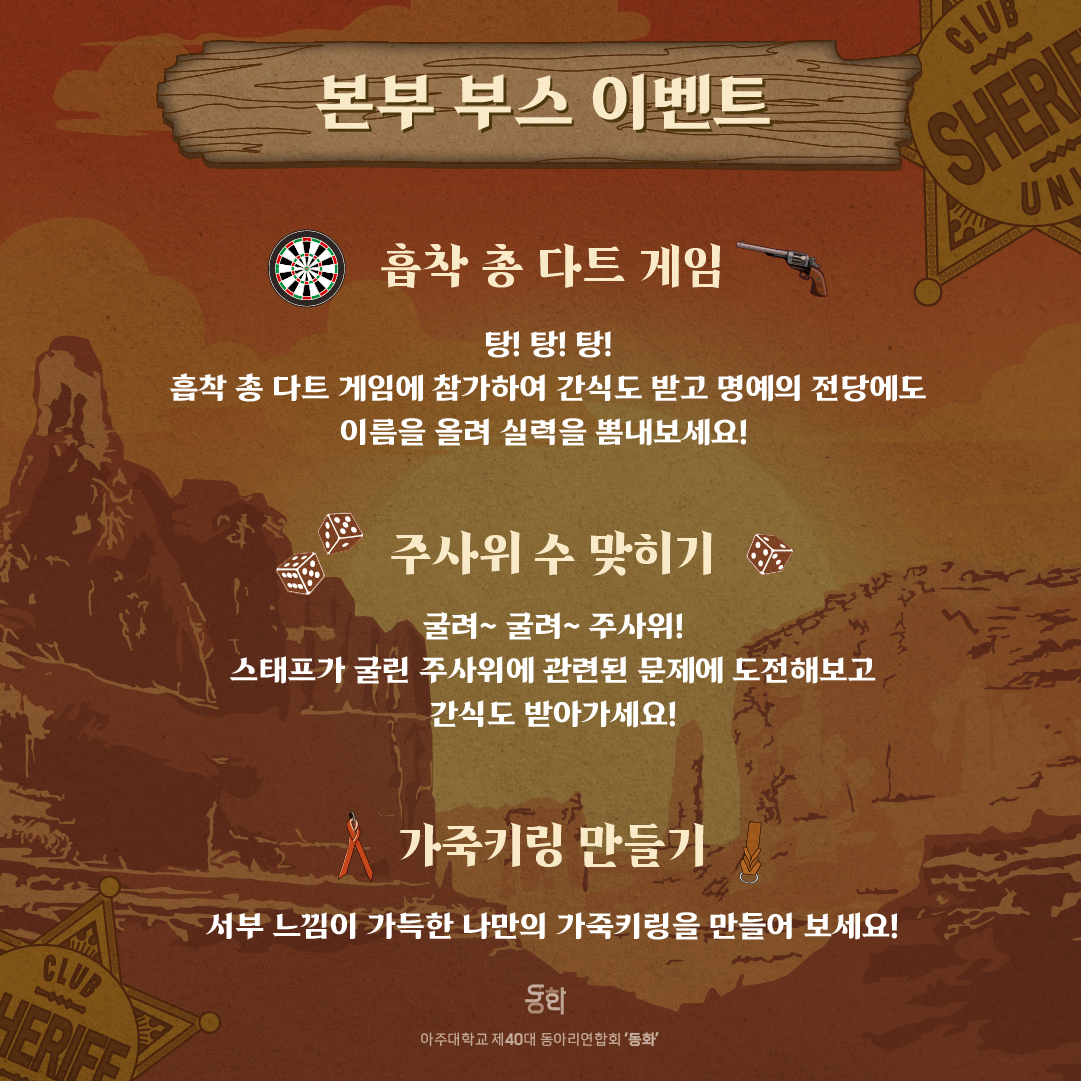 본부 부스 이벤트
CLUB
SHERIF
UNI
흡착 총 다트 게임
탕! 탕! 탕!
흡착 총 다트 게임에 참가하여 간식도 받고 명예의 전당에도
이름을 올려 실력을 뽐내보세요!
주사위 수 맞히기
굴려~ 굴려~ 주사위!
스태프가 굴린 주사위에 관련된 문제에 도전해보고
간식도 받아가세요!
가죽키링 만들기
서부 느낌이 가득한 나만의 가죽키링을 만들어 보세요!
CLUB
HERIFF
동화
아주대학교 제40대 동아리연합회 '동화'